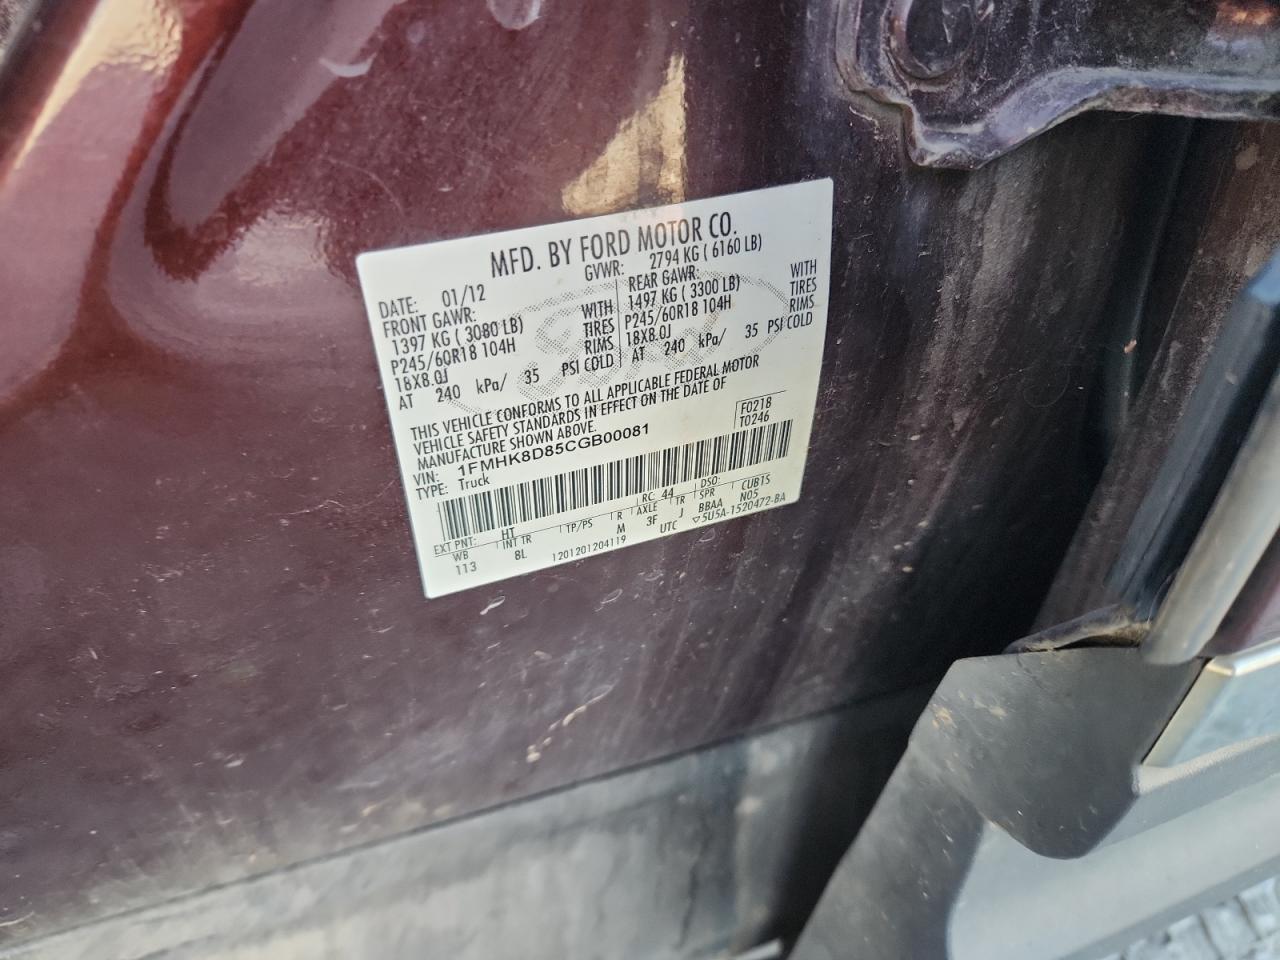 MFD. BY FORD MOTOR CO.
DATE: 01/12
GVWR: 2794 KG ( 6160 LB)
FRONT GAWR:
1397 KG ( 3080 LB) WITH
P245/60R18 104H TIRES
18X8.0J RIMS
AT 240 kPa/ 35 PSI COLD
REAR GAWR:
1497 KG ( 3300 LB) WITH
P245/60R18 104H TIRES
18X8.0J RIMS
AT 240 kPa/ 35 PSI COLD
THIS VEHICLE CONFORMS TO ALL APPLICABLE FEDERAL MOTOR
VEHICLE SAFETY STANDARDS IN EFFECT ON THE DATE OF
MANUFACTURE SHOWN ABOVE.
F0218
T0246
VIN: 1FMHK8D85CGB00081
TYPE: Truck
EXT PNT: HT RC: 44 DSO:
WB INT TR TP/PS R AXLE TR SPR CUB1S
113 8L M 3F J BBAA N05
1201201204119 UTC ▽5U5A-1520472-BA